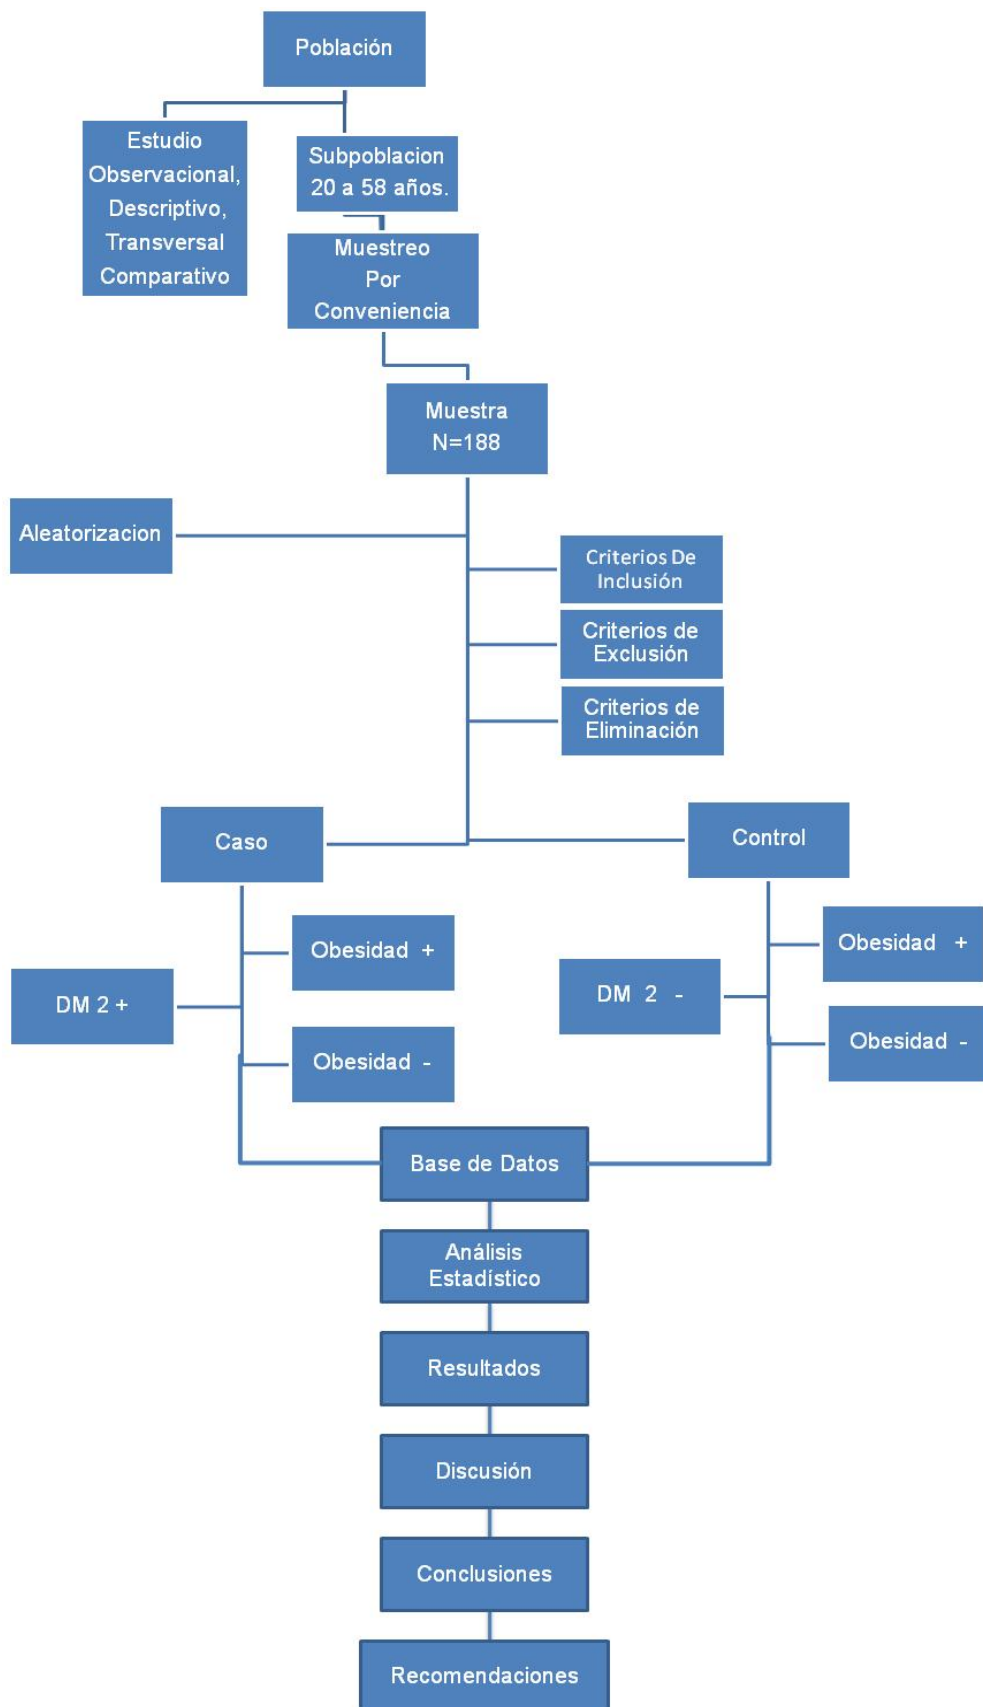 Población
Estudio
Observacional,
Descriptivo,
Transversal
Comparativo
Subpoblacion
20 a 58 años.
Muestreo
Por
Conveniencia
Muestra
N=188
Aleatorizacion
Criterios De
Inclusión
Criterios de
Exclusión
Criterios de
Eliminación
Caso
Control
Obesidad +
DM 2 +
Obesidad -
Obesidad +
DM 2 -
Obesidad -
Base de Datos
Análisis
Estadístico
Resultados
Discusión
Conclusiones
Recomendaciones